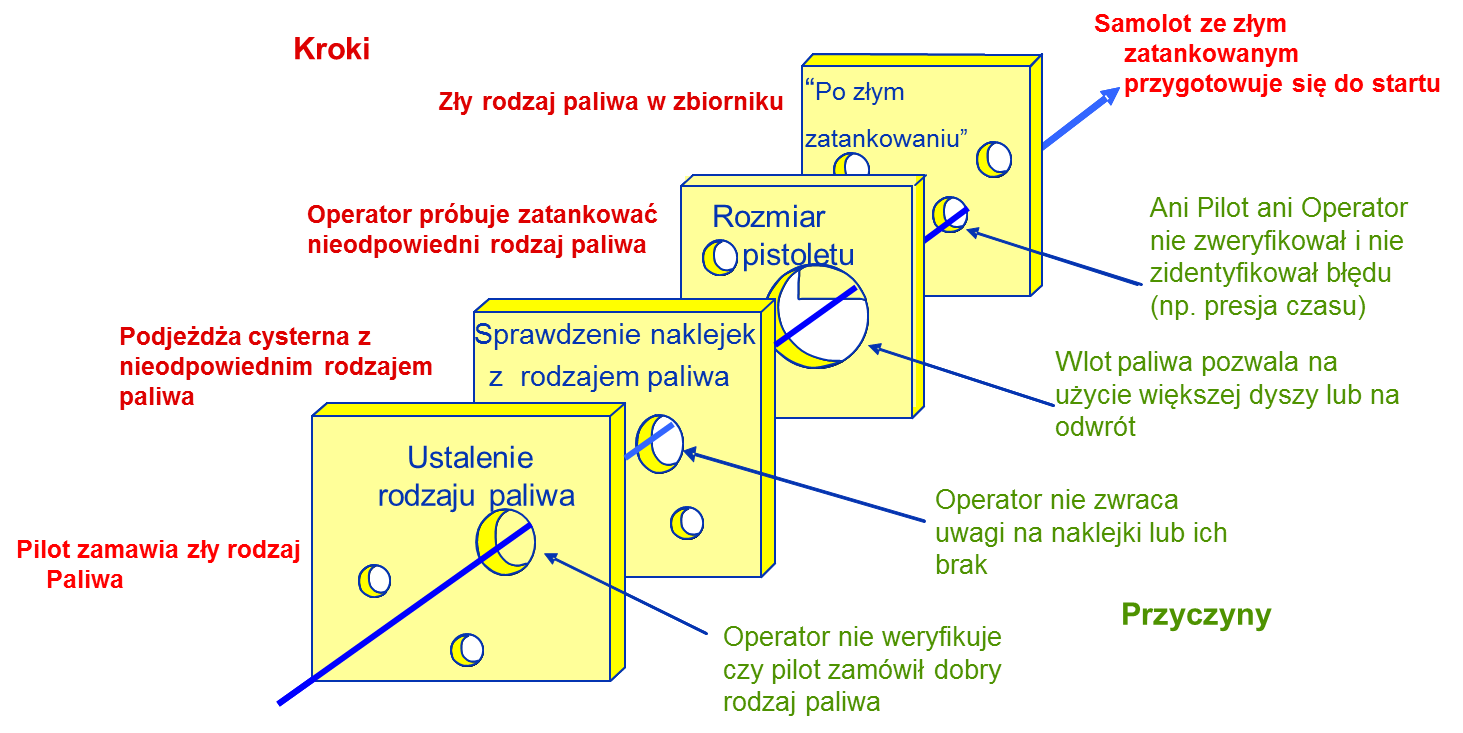 Kroki
Samolot ze złym
zatankowanym
przygotowuje się do startu
Zły rodzaj paliwa w zbiorniku
“Po złym
zatankowaniu”
Operator próbuje zatankować
nieodpowiedni rodzaj paliwa
Rozmiar
pistoletu
Ani Pilot ani Operator
nie zweryfikował i nie
zidentyfikował błędu
(np. presja czasu)
Podjeżdża cysterna z
nieodpowiednim rodzajem
paliwa
Sprawdzenie naklejek
z rodzajem paliwa
Wlot paliwa pozwala na
użycie większej dyszy lub na
odwrót
Ustalenie
rodzaju paliwa
Operator nie zwraca
uwagi na naklejki lub ich
brak
Pilot zamawia zły rodzaj
Paliwa
Przyczyny
Operator nie weryfikuje
czy pilot zamówił dobry
rodzaj paliwa